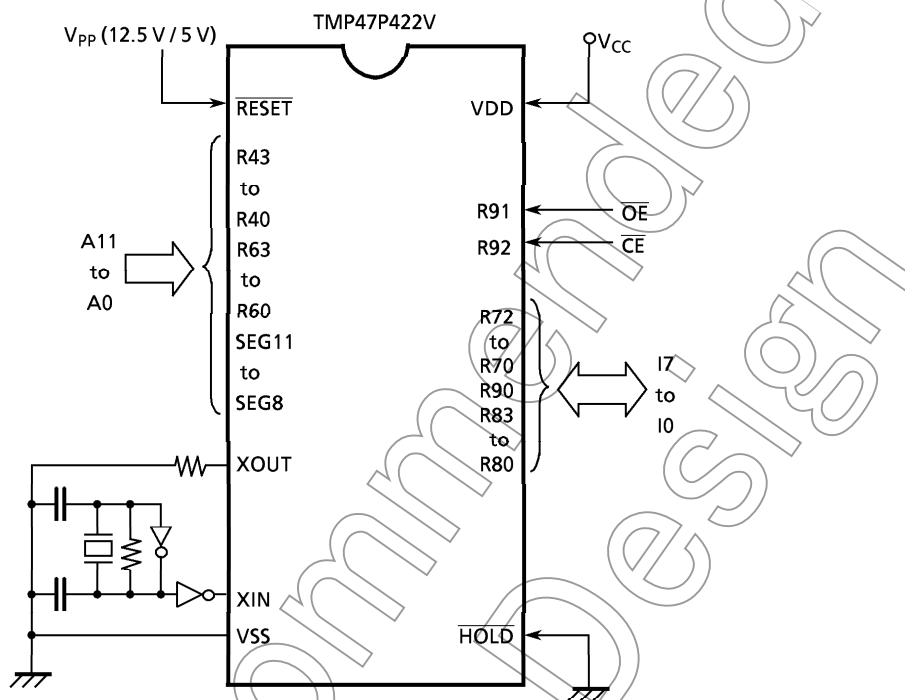 TMP47P422V
VPP (12.5 V / 5 V)
VCC
RESET
VDD
R43
to
R40
R63
to
R60
SEG11
to
SEG8
A11
to
A0
R91
OE
R92
CE
R72
to
R70
R90
R83
to
R80
I7
to
I0
XOUT
XIN
VSS
HOLD
ommended
Design